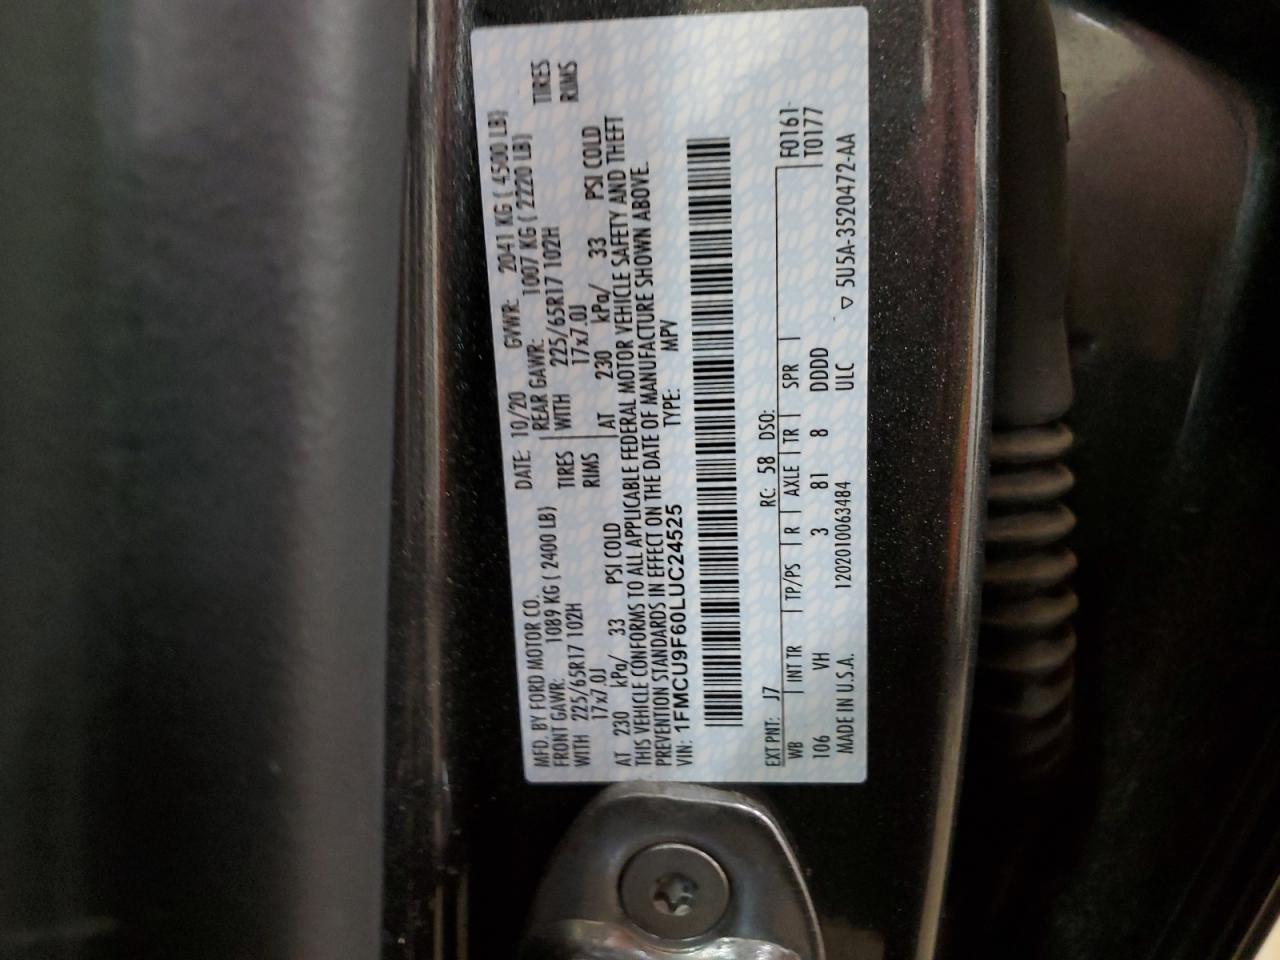 MFD. BY FORD MOTOR CO. DATE: 10/20 GVWR: 2041 KG ( 4500 LB)
FRONT GAWR: 1089 KG ( 2400 LB) REAR GAWR: 1007 KG ( 2220 LB)
WITH 225/65R17 102H TIRES WITH 225/65R17 102H TIRES
17x7.0J RIMS 17x7.0J RIMS
AT 230 kPa/ 33 PSI COLD AT 230 kPa/ 33 PSI COLD
THIS VEHICLE CONFORMS TO ALL APPLICABLE FEDERAL MOTOR VEHICLE SAFETY AND THEFT
PREVENTION STANDARDS IN EFFECT ON THE DATE OF MANUFACTURE SHOWN ABOVE.
VIN: 1FMCU9F60LUC24525 TYPE: MPV
EXT PNT: J7 RC: 58 DSO:
WB INT TR TP/PS R AXLE TR SPR F0161-
106 VH 3 81 8 DDDD T0177
MADE IN U.S.A. 1202010063484 ULC ▽ 5U5A-3520472-AA